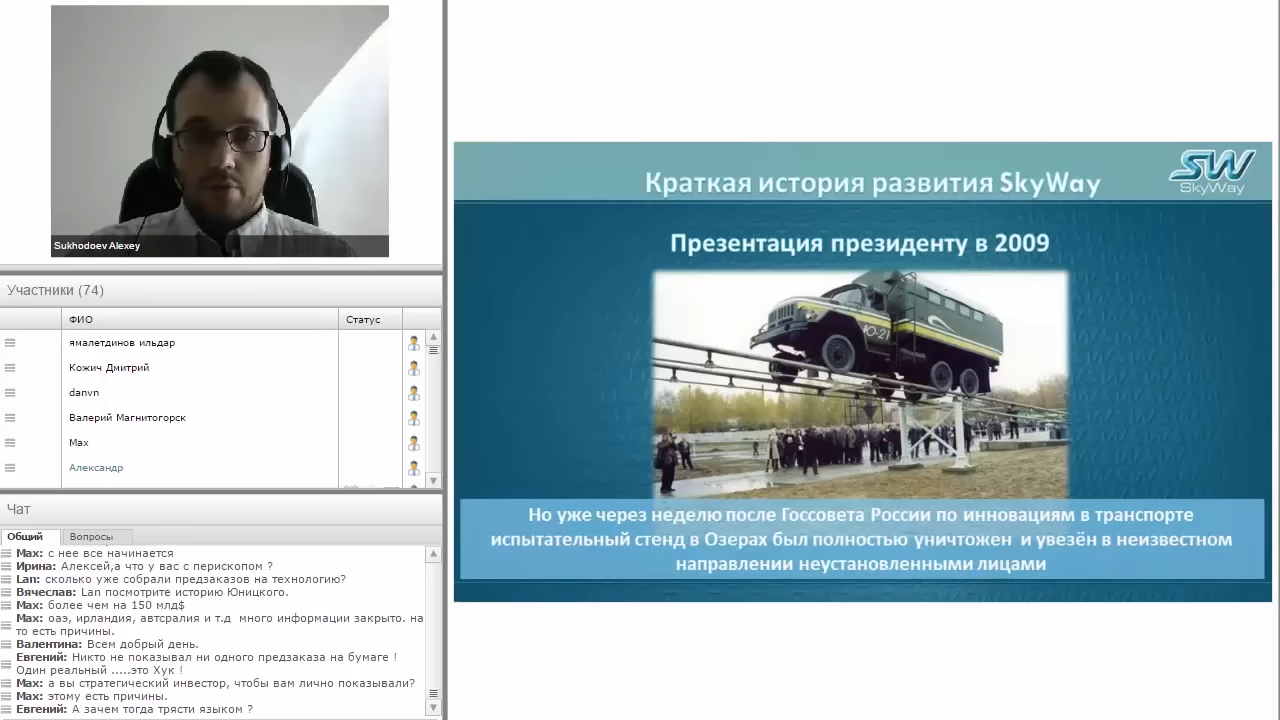 Sukhodoev Alexey
Участники (74)
ФИО
Статус
ямалетдинов ильдар
Кожич Дмитрий
danvn
Валерий Магнитогорск
Max
Александр
Чат
Общий
Вопросы
Max: с нее все начинается
Ирина: Алексей,а что у вас с перископом ?
Lan: сколько уже собрали предзаказов на технологию?
Вячеслав: Lan посмотрите историю Юницкого.
Max: более чем на 150 млд$
Max: оаэ, ирландия, автсралия и т.д  много информации закрыто. на
то есть причины.
Валентина: Всем добрый день.
Евгений: Никто не показывал ни одного предзаказа на бумаге !
Один реальный .....это Хук !
Max: а вы стратегический инвестор, чтобы вам лично показывали?
Max: этому есть причины.
Евгений: А зачем тогда трясти языком ?
Краткая история развития SkyWay
SW
SkyWay
Презентация президенту в 2009
Ю-21
Но уже через неделю после Госсовета России по инновациям в транспорте
испытательный стенд в Озерах был полностью уничтожен и увезён в неизвестном
направлении неустановленными лицами